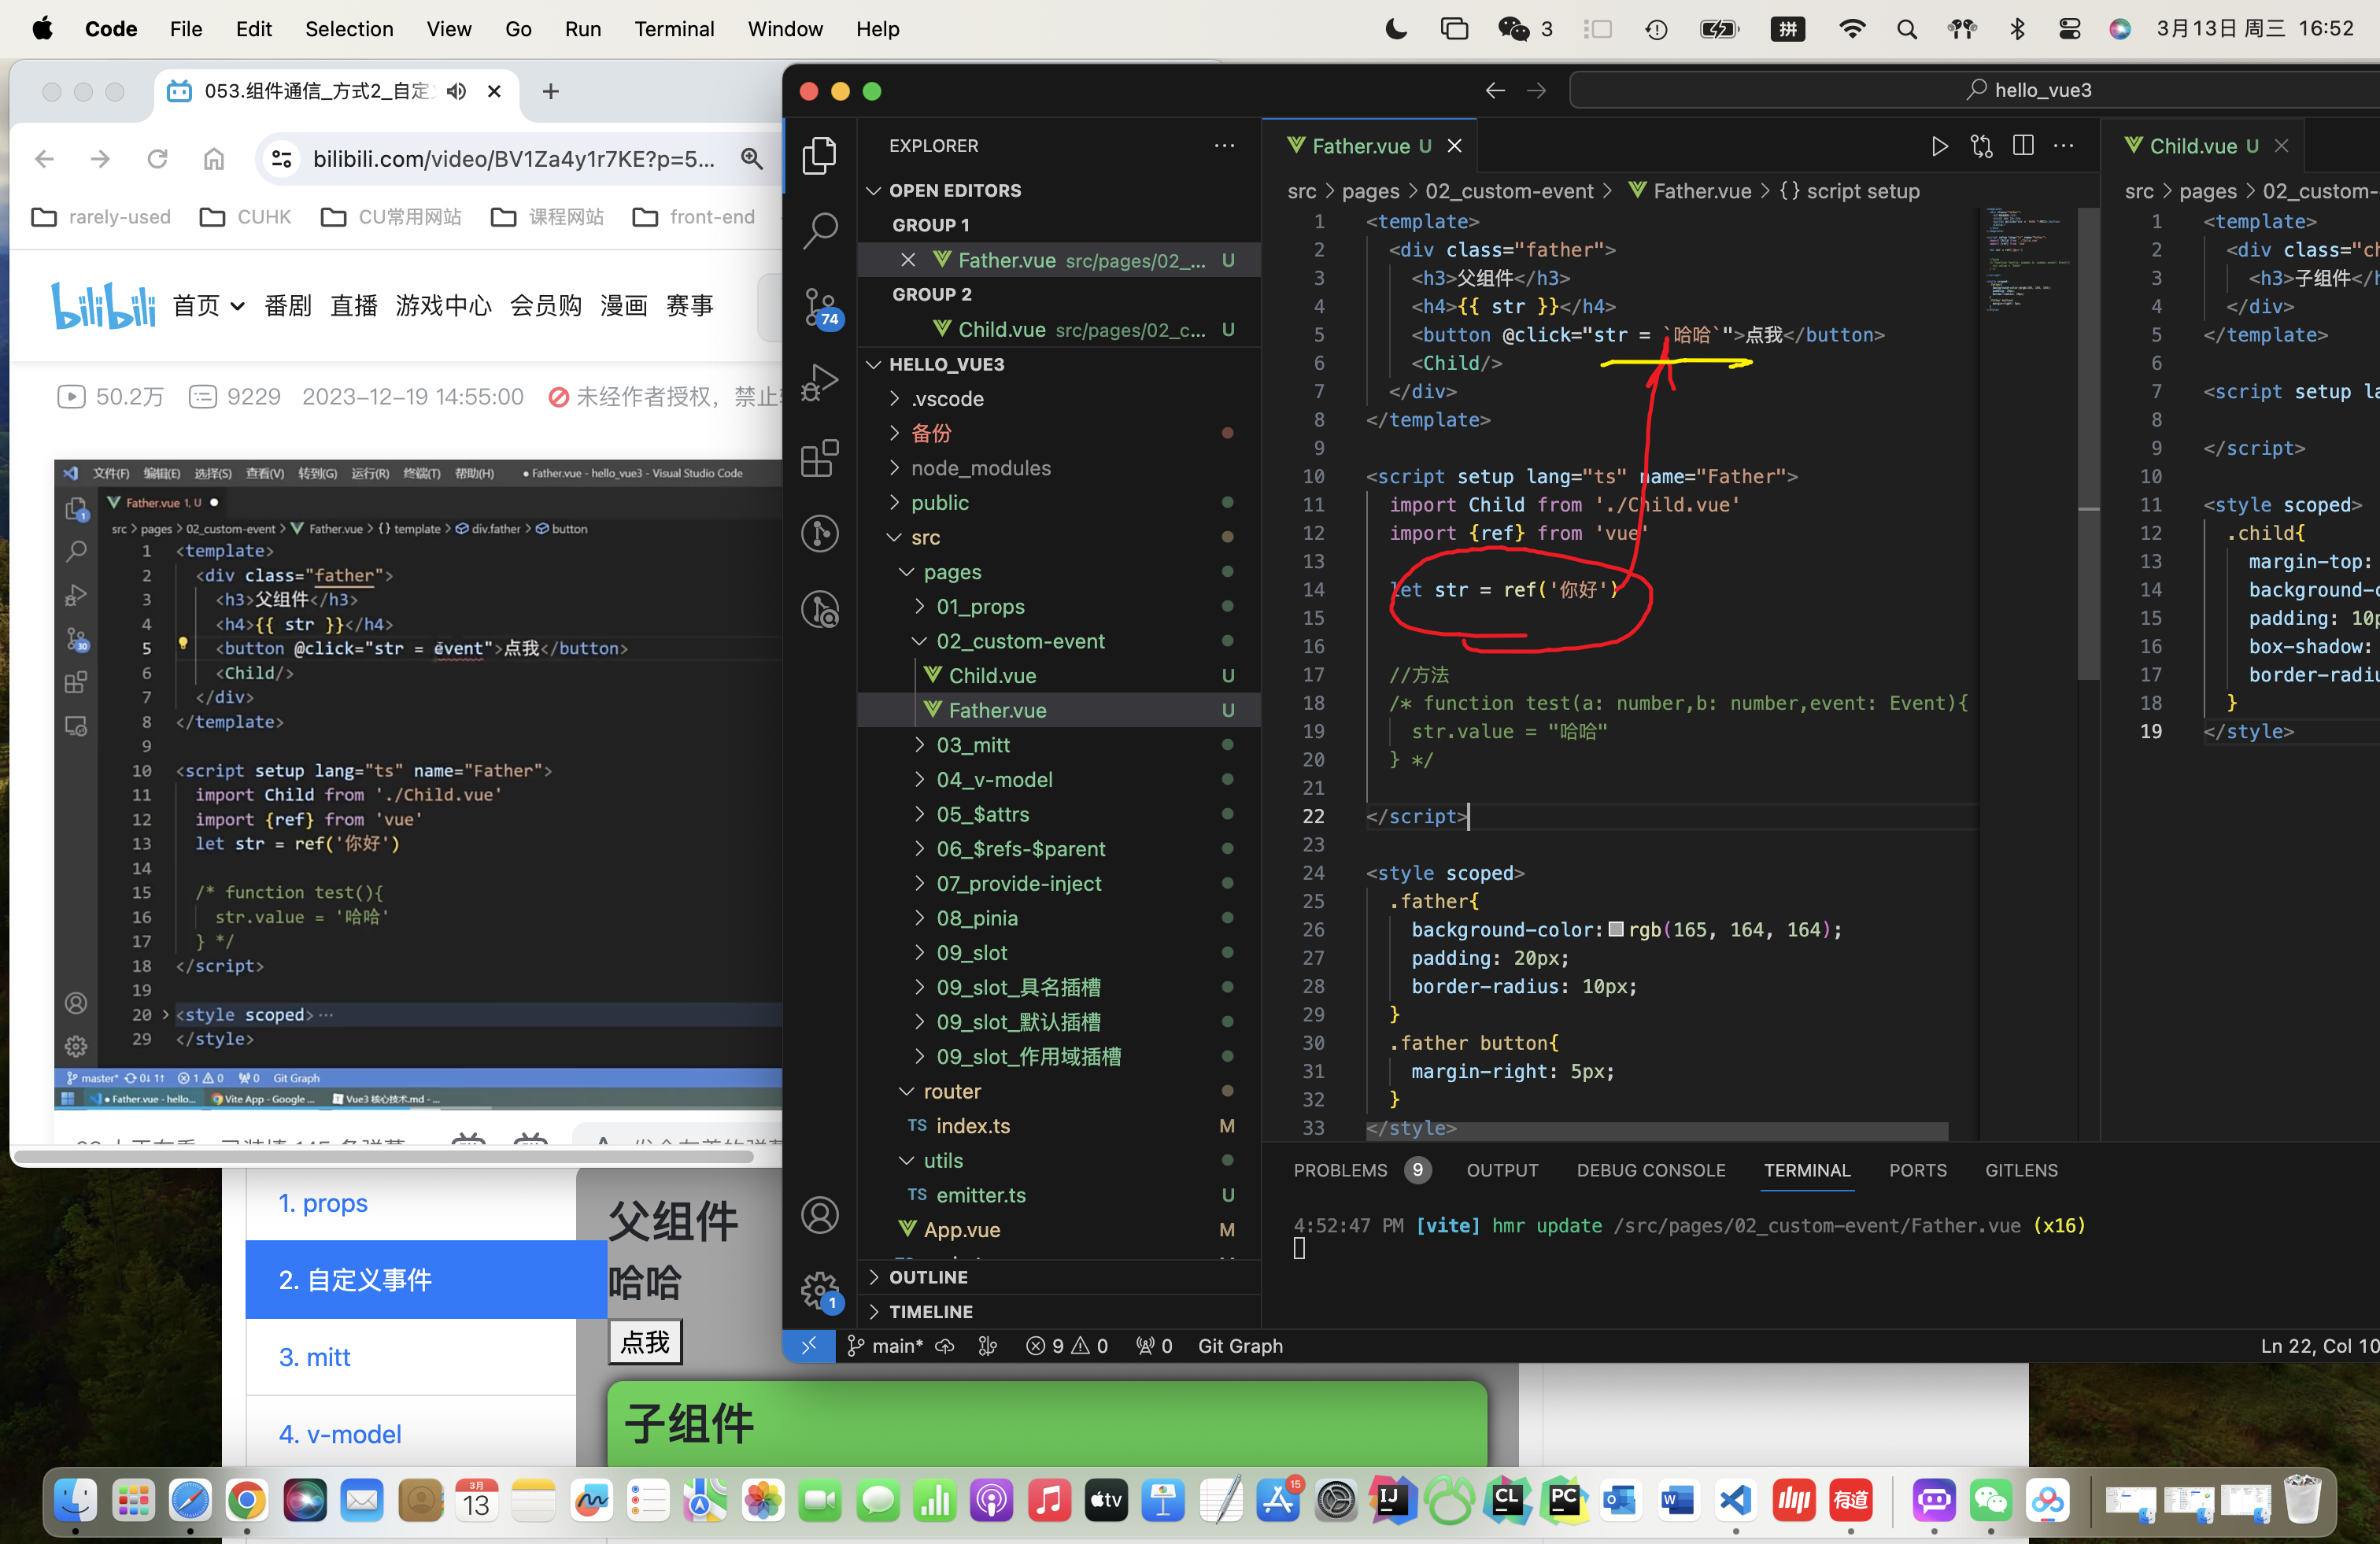 Code File Edit Selection View Go Run Terminal Window Help 3 拼 3月13日 周三 16:52
053.组件通信_方式2_自定
bilibili.com/video/BV1Za4y1r7KE?p=5...
rarely-used CUHK CU常用网站 课程网站 front-end
bilibili 首页 番剧 直播 游戏中心 会员购 漫画 赛事
50.2万 9229 2023-12-19 14:55:00 未经作者授权，禁止
文件(F) 编辑(E) 选择(S) 查看(V) 转到(G) 运行(R) 终端(T) 帮助(H) ● Father.vue - hello_vue3 - Visual Studio Code
Father.vue 1, U ●
src > pages > 02_custom-event > Father.vue > {} template > div.father > button
1 <template>
2 <div class="father">
3 <h3>父组件</h3>
4 <h4>{{ str }}</h4>
5 <button @click="str = event">点我</button>
6 <Child/>
7 </div>
8 </template>
9
10 <script setup lang="ts" name="Father">
11 import Child from './Child.vue'
12 import {ref} from 'vue'
13 let str = ref('你好')
14
15 /* function test(){
16 str.value = '哈哈'
17 } */
18 </script>
19
20 <style scoped>···
29 </style>
1
30
master* 0↓ 1↑ 1 0 0 Git Graph
● Father.vue - hello... Vite App - Google ... Vue3 核心技术.md - ...
1. props
2. 自定义事件
3. mitt
4. v-model
父组件
哈哈
点我
子组件
hello_vue3
74
1
EXPLORER
OPEN EDITORS
GROUP 1
Father.vue src/pages/02_... U
GROUP 2
Child.vue src/pages/02_c... U
HELLO_VUE3
.vscode
备份
node_modules
public
src
pages
01_props
02_custom-event
Child.vue U
Father.vue U
03_mitt
04_v-model
05_$attrs
06_$refs-$parent
07_provide-inject
08_pinia
09_slot
09_slot_具名插槽
09_slot_默认插槽
09_slot_作用域插槽
router
TS index.ts M
utils
TS emitter.ts U
App.vue M
OUTLINE
TIMELINE
Father.vue U
src > pages > 02_custom-event > Father.vue > {} script setup
1 <template>
2 <div class="father">
3 <h3>父组件</h3>
4 <h4>{{ str }}</h4>
5 <button @click="str = `哈哈`">点我</button>
6 <Child/>
7 </div>
8 </template>
9
10 <script setup lang="ts" name="Father">
11 import Child from './Child.vue'
12 import {ref} from 'vue'
13
14 let str = ref('你好')
15
16
17 //方法
18 /* function test(a: number,b: number,event: Event){
19 str.value = "哈哈"
20 } */
21
22 </script>
23
24 <style scoped>
25 .father{
26 background-color: rgb(165, 164, 164);
27 padding: 20px;
28 border-radius: 10px;
29 }
30 .father button{
31 margin-right: 5px;
32 }
33 </style>
Child.vue U
src > pages > 02_custom-
1 <template>
2 <div class="ch
3 <h3>子组件</h
4 </div>
5 </template>
6
7 <script setup la
8
9 </script>
10
11 <style scoped>
12 .child{
13 margin-top:
14 background-c
15 padding: 10p
16 box-shadow:
17 border-radiu
18 }
19 </style>
PROBLEMS 9 OUTPUT DEBUG CONSOLE TERMINAL PORTS GITLENS
4:52:47 PM [vite] hmr update /src/pages/02_custom-event/Father.vue (x16)
main* 9 0 0 Git Graph Ln 22, Col 10
3月
13
tv
15
IJ
CL
PC
O
W
有道